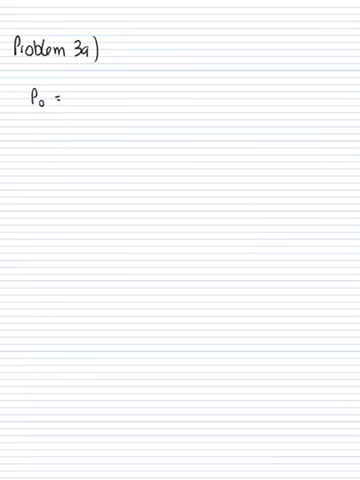 Problem 3a)
P₀ =